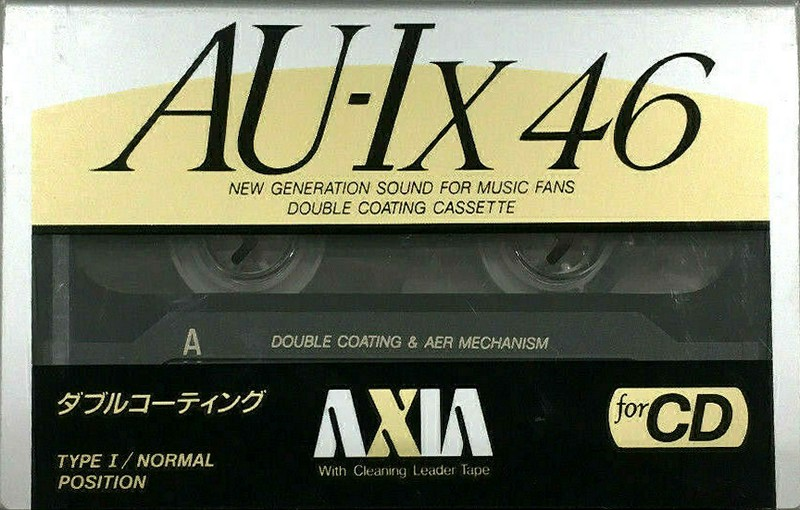 AU-Ix 46
NEW GENERATION SOUND FOR MUSIC FANS
DOUBLE COATING CASSETTE
A
DOUBLE COATING & AER MECHANISM
ダブルコーティング
AXIA
for CD
With Cleaning Leader Tape
TYPE I / NORMAL
POSITION